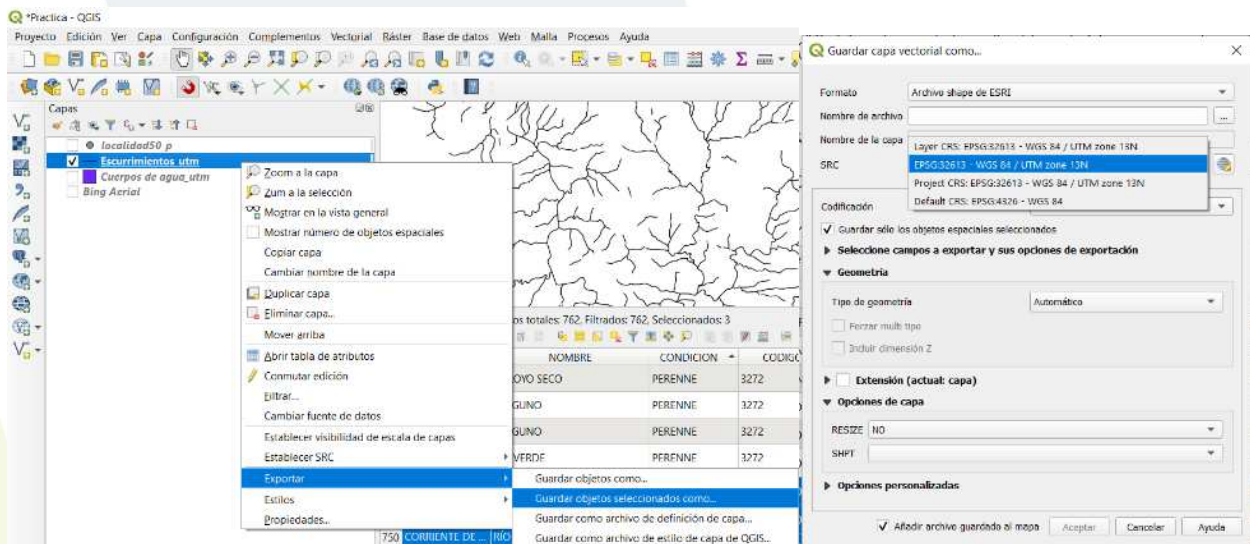 *Practica - QGIS
Proyecto Edición Ver Capa Configuración Complementos Vectorial Ráster Base de datos Web Malla Procesos Ayuda
Capas
localidad50_p
Escurrimientos_utm
Cuerpos de agua_utm
Bing Aerial
Zoom a la capa
Zum a la selección
Mostrar en la vista general
Mostrar número de objetos espaciales
Copiar capa
Cambiar nombre de la capa
Duplicar capa
Eliminar capa...
Mover arriba
Abrir tabla de atributos
Conmutar edición
Filtrar...
Cambiar fuente de datos
Establecer visibilidad de escala de capas
Establecer SRC
Exportar
Estilos
Propiedades...
Guardar objetos como...
Guardar objetos seleccionados como...
Guardar como archivo de definición de capa...
Guardar como archivo de estilo de capa de QGIS...
os totales: 762, Filtrados: 762, Seleccionados: 3
NOMBRE CONDICION CODIGO
OYO SECO PERENNE 3272
GUNO PERENNE 3272
GUNO PERENNE 3272
VERDE PERENNE 3272
750 CORRIENTE DE ... RÍO
Guardar capa vectorial como...
Formato Archivo shape de ESRI
Nombre de archivo
Nombre de la capa
SRC
Layer CRS: EPSG:32613 - WGS 84 / UTM zone 13N
EPSG:32613 - WGS 84 / UTM zone 13N
Project CRS: EPSG:32613 - WGS 84 / UTM zone 13N
Default CRS: EPSG:4326 - WGS 84
Codificación
Guardar sólo los objetos espaciales seleccionados
Seleccione campos a exportar y sus opciones de exportación
Geometría
Tipo de geometría Automático
Forzar multi tipo
Incluir dimensión Z
Extensión (actual: capa)
Opciones de capa
RESIZE NO
SHPT
Opciones personalizadas
Añadir archivo guardado al mapa Aceptar Cancelar Ayuda